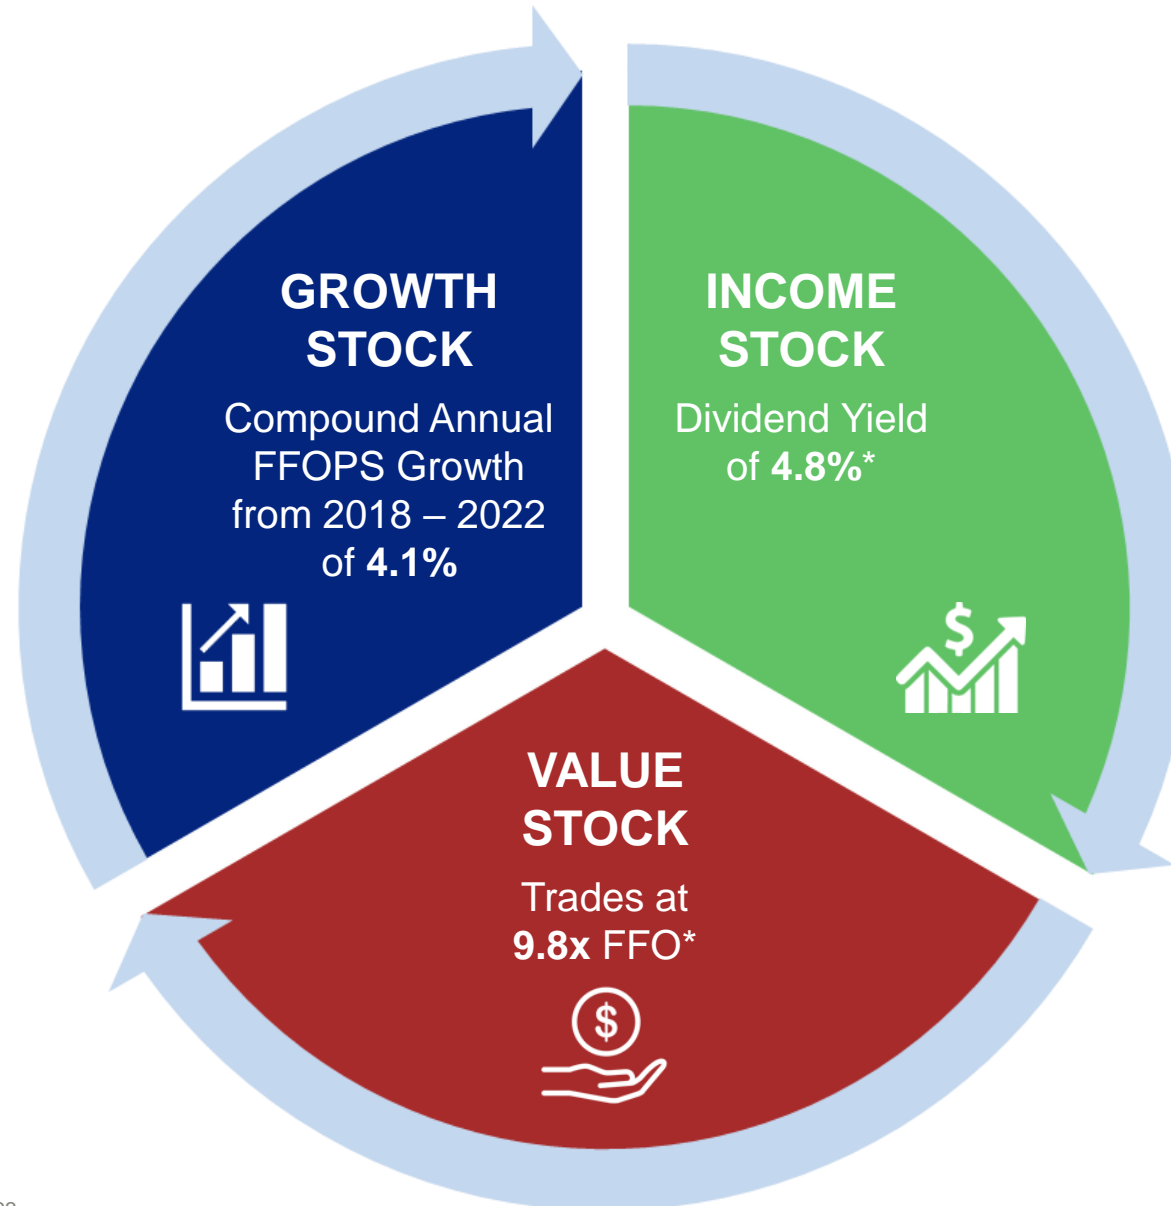 GROWTH
STOCK
Compound Annual
FFOPS Growth
from 2018 – 2022
of 4.1%
INCOME
STOCK
Dividend Yield
of 4.8%*
$
VALUE
STOCK
Trades at
9.8x FFO*
$